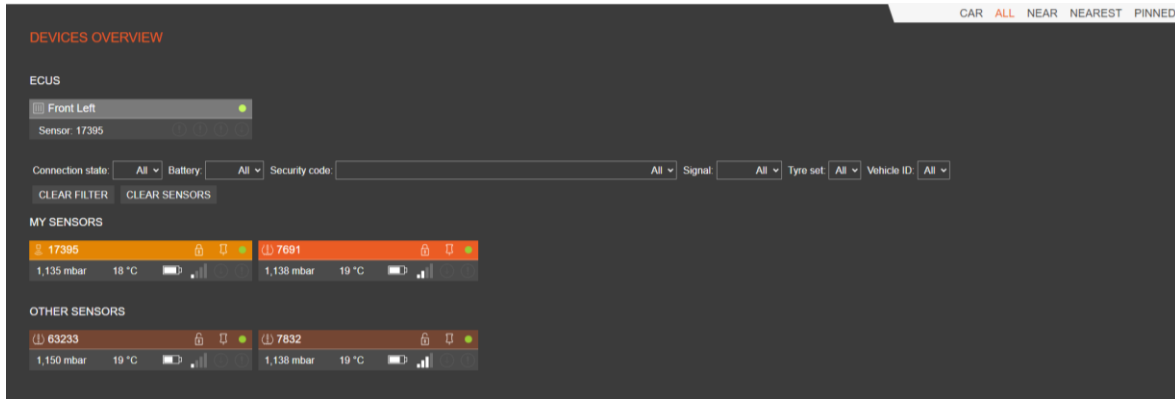 CAR ALL NEAR NEAREST PINNED
DEVICES OVERVIEW
ECUS
Front Left
Sensor: 17395
Connection state: All Battery: All Security code: All Signal: All Tyre set: All Vehicle ID: All
CLEAR FILTER CLEAR SENSORS
MY SENSORS
17395 7691
1,135 mbar 18 °C 1,138 mbar 19 °C
OTHER SENSORS
63233 7832
1,150 mbar 19 °C 1,138 mbar 19 °C